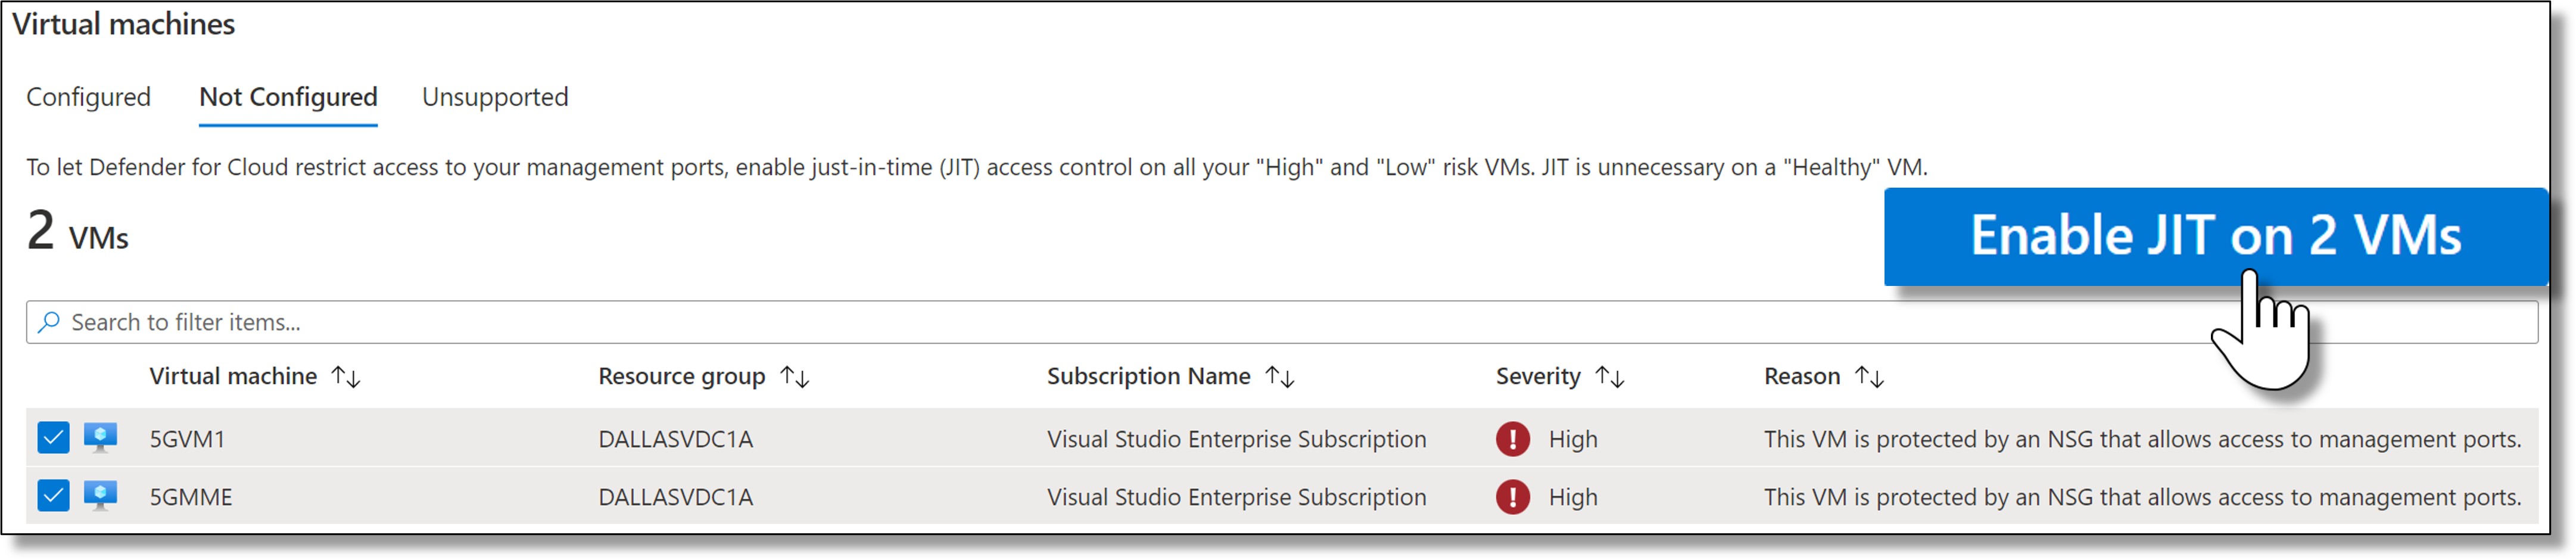 Virtual machines
Configured Not Configured Unsupported
To let Defender for Cloud restrict access to your management ports, enable just-in-time (JIT) access control on all your "High" and "Low" risk VMs. JIT is unnecessary on a "Healthy" VM.
2 VMs
Enable JIT on 2 VMs
Search to filter items...
Virtual machine ↑↓ Resource group ↑↓ Subscription Name ↑↓ Severity ↑↓ Reason ↑↓
5GVM1 DALLASVDC1A Visual Studio Enterprise Subscription High This VM is protected by an NSG that allows access to management ports.
5GMME DALLASVDC1A Visual Studio Enterprise Subscription High This VM is protected by an NSG that allows access to management ports.